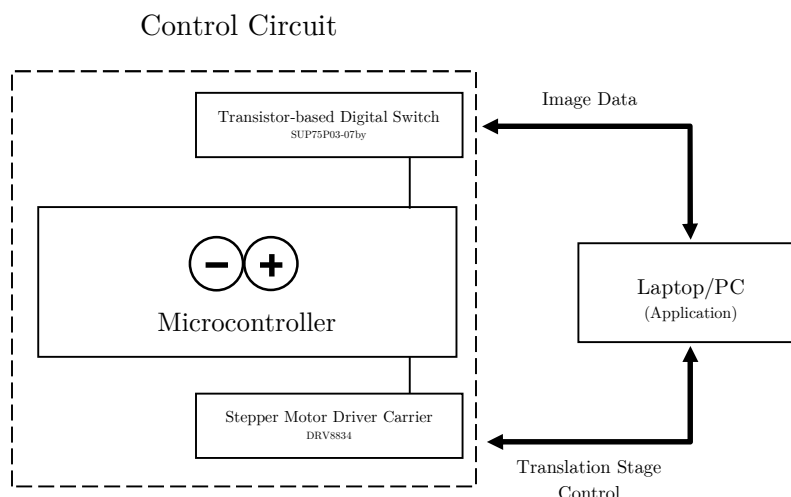 Control Circuit
Transistor-based Digital Switch
SUP75P03-07by
Image Data
Microcontroller
Laptop/PC
(Application)
Stepper Motor Driver Carrier
DRV8834
Translation Stage
Control